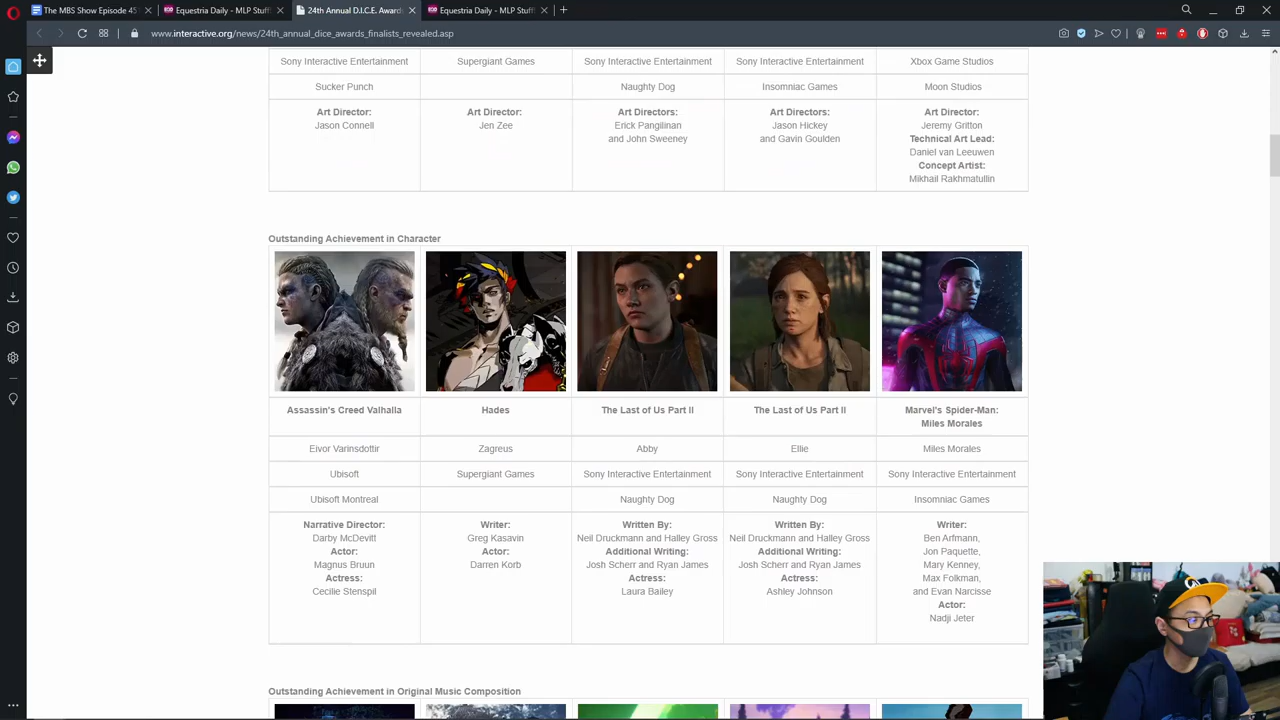 The MBS Show Episode 45
Equestria Daily - MLP Stuff
24th Annual D.I.C.E. Award
Equestria Daily - MLP Stuff
www.interactive.org/news/24th_annual_dice_awards_finalists_revealed.asp
Sony Interactive Entertainment Supergiant Games Sony Interactive Entertainment Sony Interactive Entertainment Xbox Game Studios
Sucker Punch Naughty Dog Insomniac Games Moon Studios
Art Director: Art Director: Art Directors: Art Directors: Art Director:
Jason Connell Jen Zee Erick Pangilinan Jason Hickey Jeremy Gritton
and John Sweeney and Gavin Goulden Technical Art Lead:
Daniel van Leeuwen
Concept Artist:
Mikhail Rakhmatullin
Outstanding Achievement in Character
Assassin's Creed Valhalla Hades The Last of Us Part II The Last of Us Part II Marvel's Spider-Man:
Miles Morales
Eivor Varinsdottir Zagreus Abby Ellie Miles Morales
Ubisoft Supergiant Games Sony Interactive Entertainment Sony Interactive Entertainment Sony Interactive Entertainment
Ubisoft Montreal Naughty Dog Naughty Dog Insomniac Games
Narrative Director: Writer: Written By: Written By: Writer:
Darby McDevitt Greg Kasavin Neil Druckmann and Halley Gross Neil Druckmann and Halley Gross Ben Arfmann,
Actor: Actor: Additional Writing: Additional Writing: Jon Paquette,
Magnus Bruun Darren Korb Josh Scherr and Ryan James Josh Scherr and Ryan James Mary Kenney,
Actress: Actress: Actress: Max Folkman,
Cecilie Stenspil Laura Bailey Ashley Johnson and Evan Narcisse
Actor:
Nadji Jeter
Outstanding Achievement in Original Music Composition